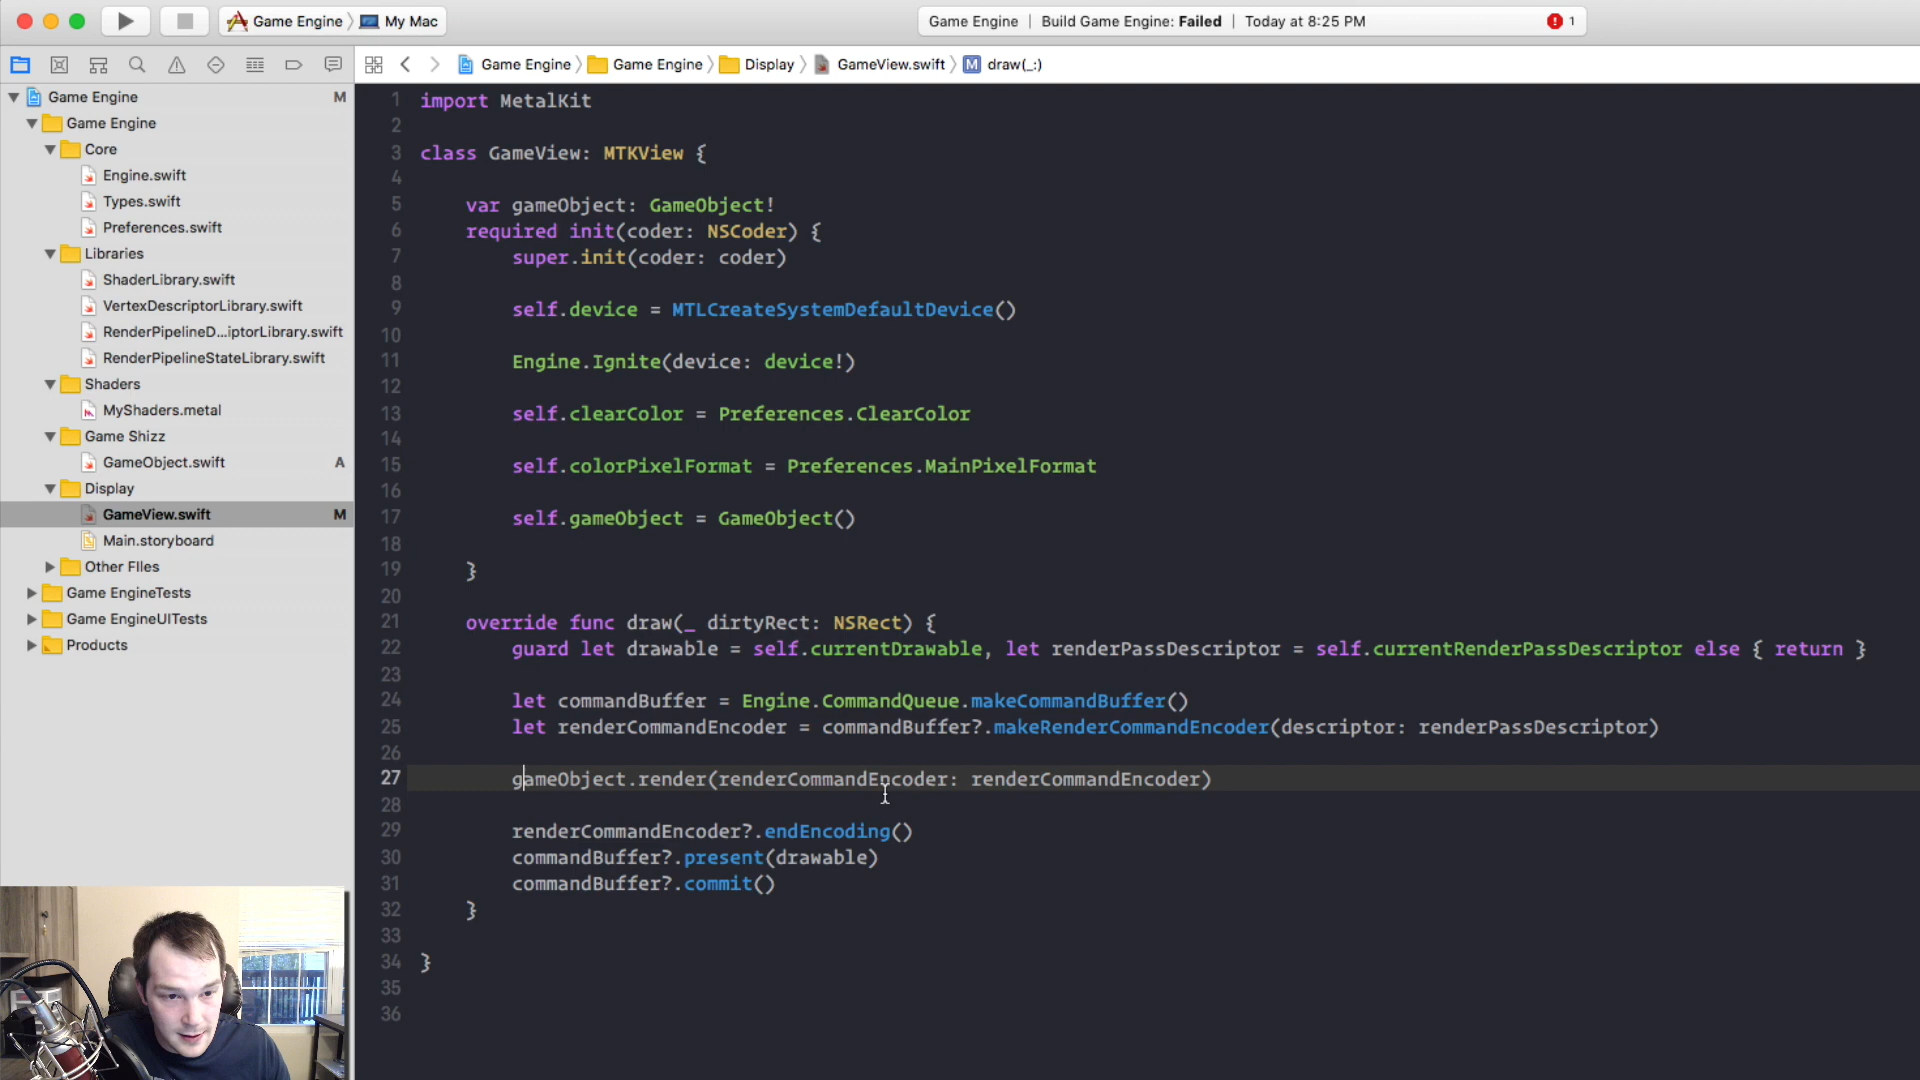 Game Engine
My Mac
Game Engine | Build Game Engine: Failed | Today at 8:25 PM
1
Game Engine
Game Engine
Display
GameView.swift
M
draw(_:)
Game Engine M
Game Engine
Core
Engine.swift
Types.swift
Preferences.swift
Libraries
ShaderLibrary.swift
VertexDescriptorLibrary.swift
RenderPipelineD...iptorLibrary.swift
RenderPipelineStateLibrary.swift
Shaders
MyShaders.metal
Game Shizz
GameObject.swift A
Display
GameView.swift M
Main.storyboard
Other FIles
Game EngineTests
Game EngineUITests
Products
1 import MetalKit
2
3 class GameView: MTKView {
4
5 var gameObject: GameObject!
6 required init(coder: NSCoder) {
7 super.init(coder: coder)
8
9 self.device = MTLCreateSystemDefaultDevice()
10
11 Engine.Ignite(device: device!)
12
13 self.clearColor = Preferences.ClearColor
14
15 self.colorPixelFormat = Preferences.MainPixelFormat
16
17 self.gameObject = GameObject()
18
19 }
20
21 override func draw(_ dirtyRect: NSRect) {
22 guard let drawable = self.currentDrawable, let renderPassDescriptor = self.currentRenderPassDescriptor else { return }
23
24 let commandBuffer = Engine.CommandQueue.makeCommandBuffer()
25 let renderCommandEncoder = commandBuffer?.makeRenderCommandEncoder(descriptor: renderPassDescriptor)
26
27 gameObject.render(renderCommandEncoder: renderCommandEncoder)
28
29 renderCommandEncoder?.endEncoding()
30 commandBuffer?.present(drawable)
31 commandBuffer?.commit()
32 }
33
34 }
35
36